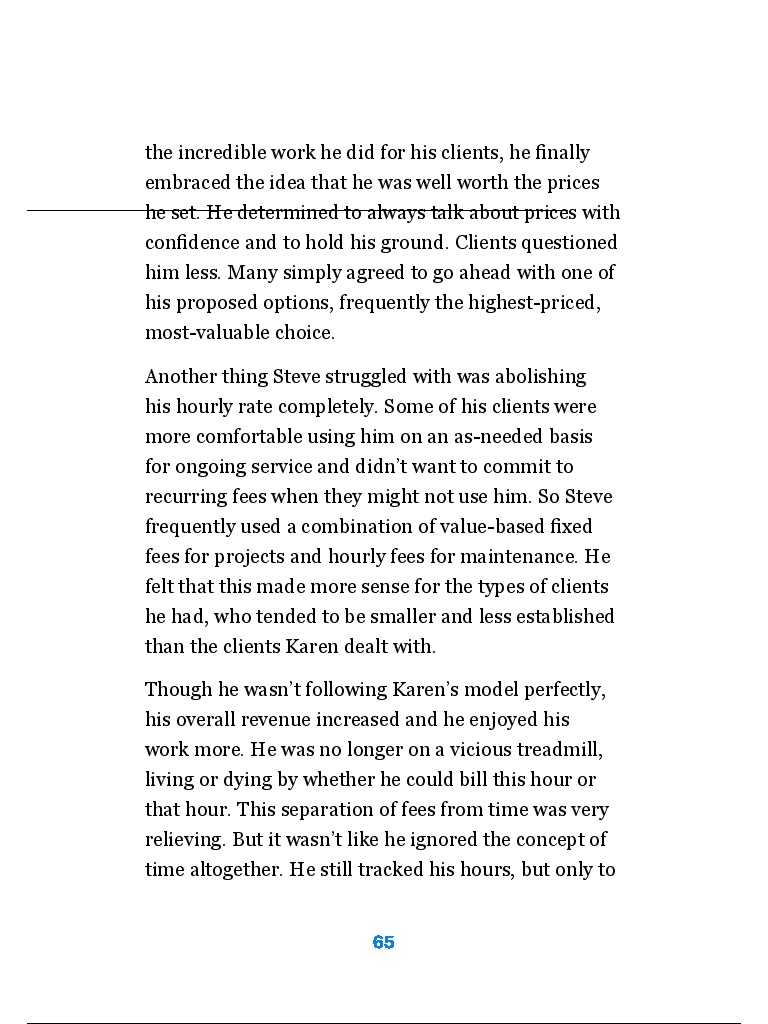 the incredible work he did for his clients, he finally
embraced the idea that he was well worth the prices
he set. He determined to always talk about prices with
confidence and to hold his ground. Clients questioned
him less. Many simply agreed to go ahead with one of
his proposed options, frequently the highest-priced,
most-valuable choice.
Another thing Steve struggled with was abolishing
his hourly rate completely. Some of his clients were
more comfortable using him on an as-needed basis
for ongoing service and didn’t want to commit to
recurring fees when they might not use him. So Steve
frequently used a combination of value-based fixed
fees for projects and hourly fees for maintenance. He
felt that this made more sense for the types of clients
he had, who tended to be smaller and less established
than the clients Karen dealt with.
Though he wasn’t following Karen’s model perfectly,
his overall revenue increased and he enjoyed his
work more. He was no longer on a vicious treadmill,
living or dying by whether he could bill this hour or
that hour. This separation of fees from time was very
relieving. But it wasn’t like he ignored the concept of
time altogether. He still tracked his hours, but only to
65